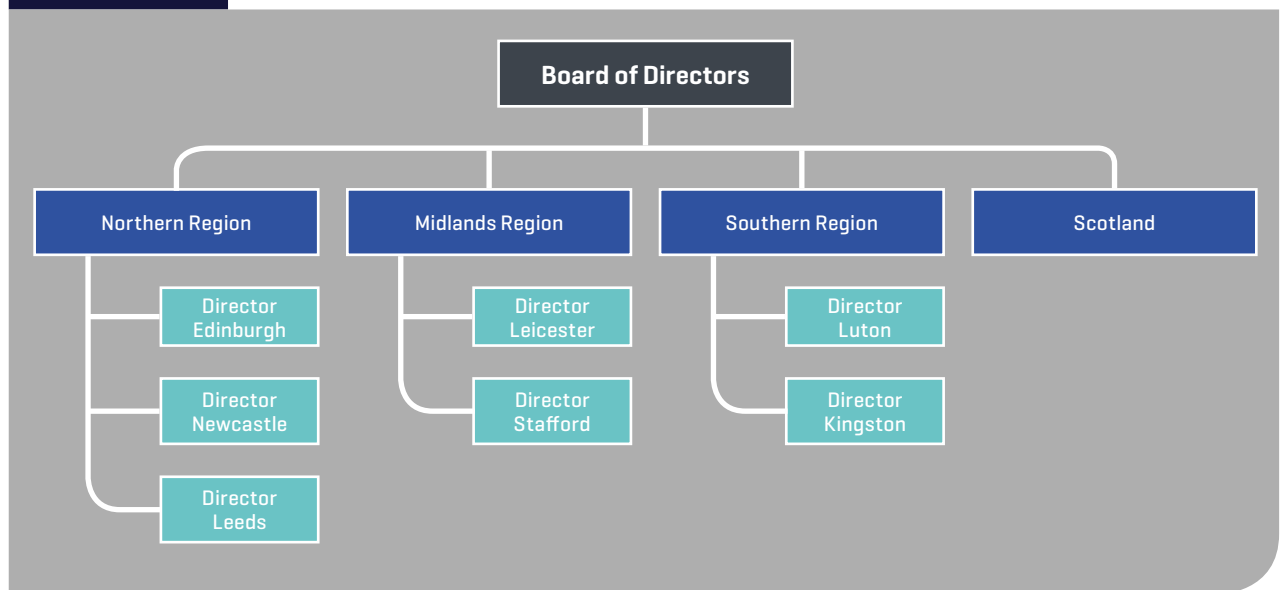 Board of Directors
Northern Region
Midlands Region
Southern Region
Scotland
Director
Edinburgh
Director
Leicester
Director
Luton
Director
Newcastle
Director
Stafford
Director
Kingston
Director
Leeds